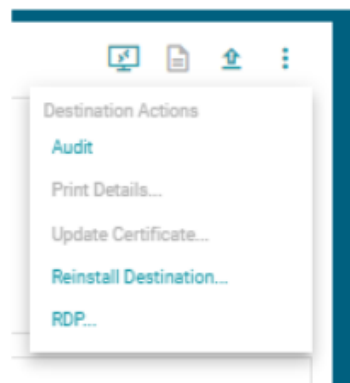 Destination Actions
Audit
Print Details...
Update Certificate...
Reinstall Destination...
RDP...